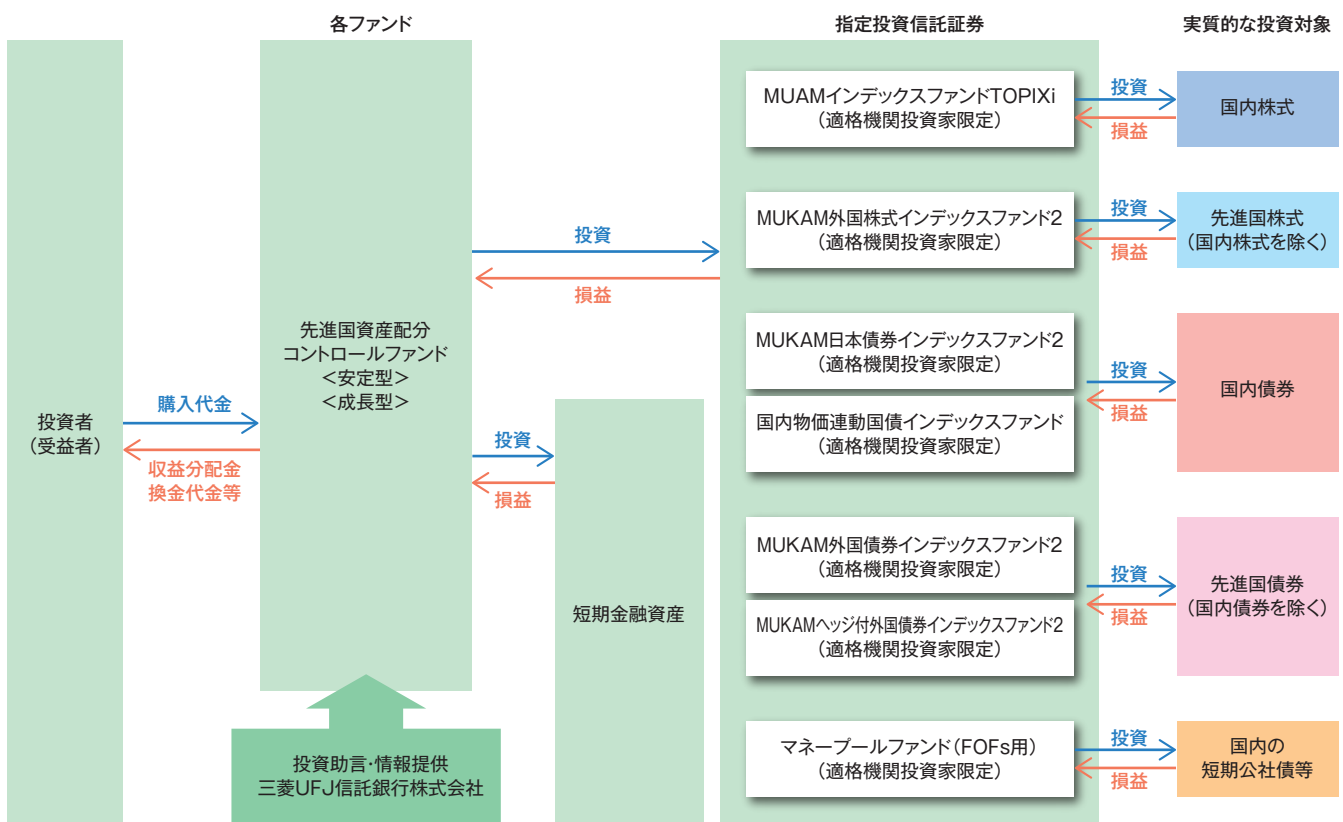 各ファンド
指定投資信託証券
実質的な投資対象
投資者
(受益者)
購入代金
収益分配金
換金代金等
先進国資産配分
コントロールファンド
<安定型>
<成長型>
投資助言・情報提供
三菱UFJ信託銀行株式会社
投資
損益
投資
損益
短期金融資産
MUAMインデックスファンドTOPIXi
(適格機関投資家限定)
投資
損益
国内株式
MUKAM外国株式インデックスファンド2
(適格機関投資家限定)
投資
損益
先進国株式
(国内株式を除く)
MUKAM日本債券インデックスファンド2
(適格機関投資家限定)
国内物価連動国債インデックスファンド
(適格機関投資家限定)
投資
損益
国内債券
MUKAM外国債券インデックスファンド2
(適格機関投資家限定)
MUKAMヘッジ付外国債券インデックスファンド2
(適格機関投資家限定)
投資
損益
先進国債券
(国内債券を除く)
マネープールファンド(FOFs用)
(適格機関投資家限定)
投資
損益
国内の
短期公社債等